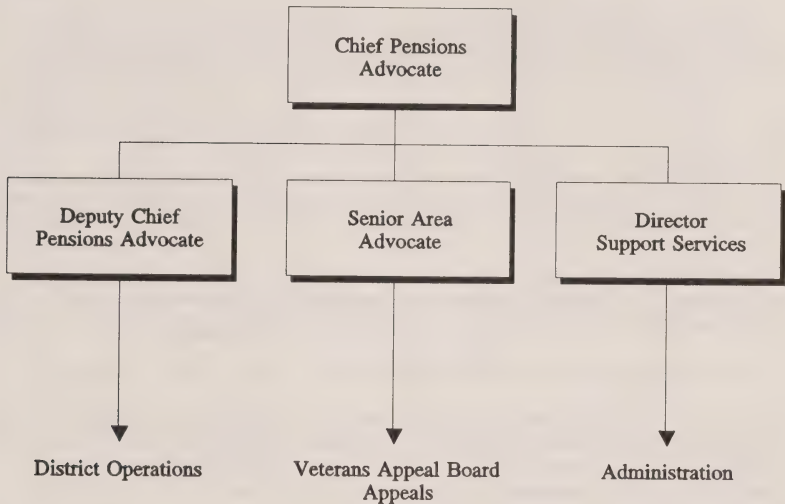 Chief Pensions
Advocate
Deputy Chief
Pensions Advocate
Senior Area
Advocate
Director
Support Services
District Operations
Veterans Appeal Board
Appeals
Administration